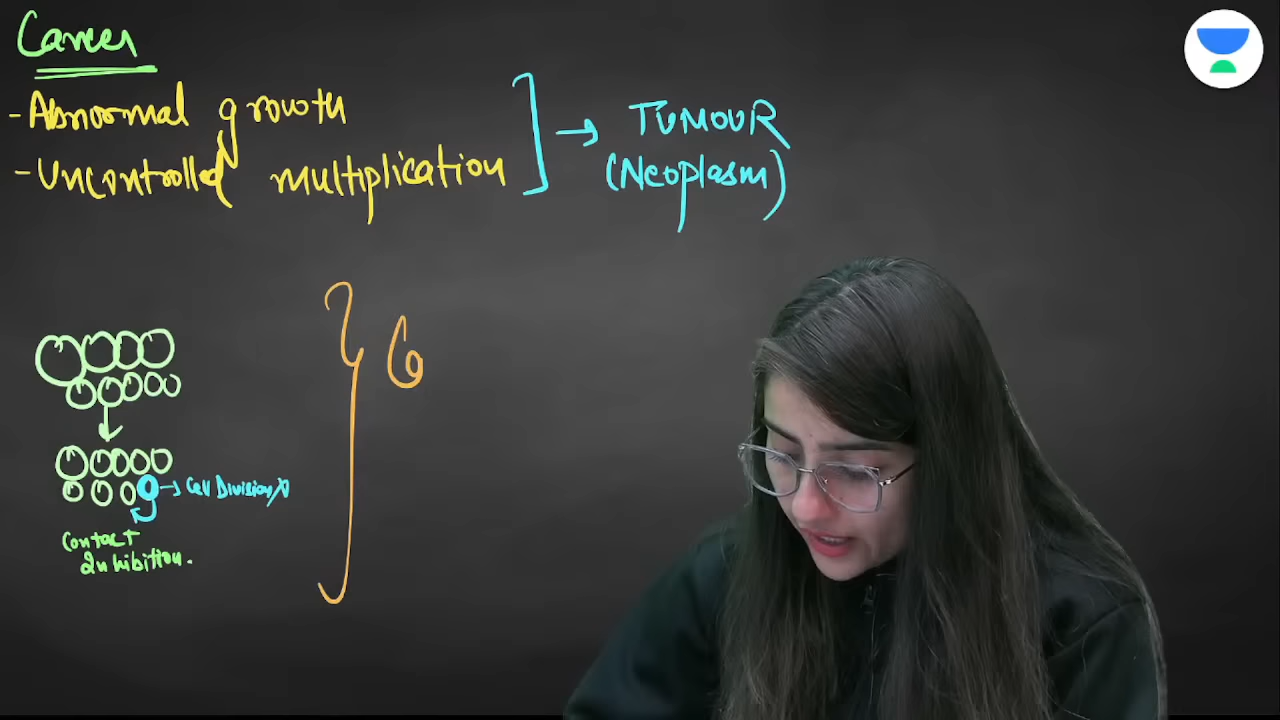 Cancer
- Abnormal growth
- Uncontrolled multiplication
→ TUMOUR
(Neoplasm)
→ Cell Division
Contact
Inhibition.